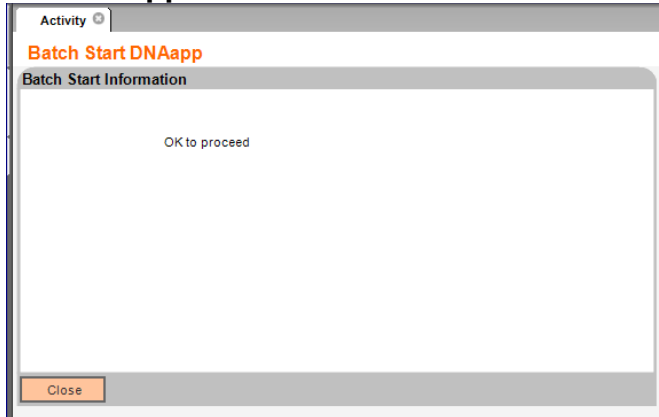 Activity
Batch Start DNAapp
Batch Start Information
OK to proceed
Close